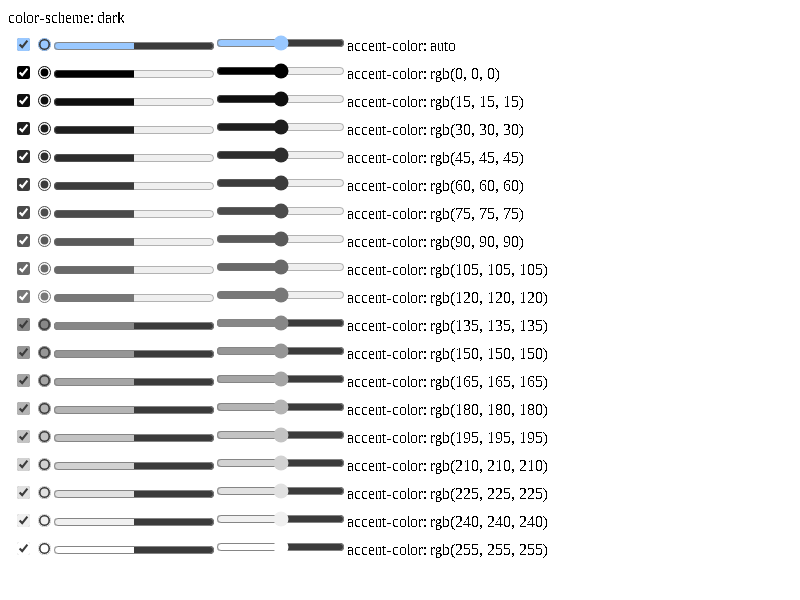 color-scheme: dark
accent-color: auto
accent-color: rgb(0, 0, 0)
accent-color: rgb(15, 15, 15)
accent-color: rgb(30, 30, 30)
accent-color: rgb(45, 45, 45)
accent-color: rgb(60, 60, 60)
accent-color: rgb(75, 75, 75)
accent-color: rgb(90, 90, 90)
accent-color: rgb(105, 105, 105)
accent-color: rgb(120, 120, 120)
accent-color: rgb(135, 135, 135)
accent-color: rgb(150, 150, 150)
accent-color: rgb(165, 165, 165)
accent-color: rgb(180, 180, 180)
accent-color: rgb(195, 195, 195)
accent-color: rgb(210, 210, 210)
accent-color: rgb(225, 225, 225)
accent-color: rgb(240, 240, 240)
accent-color: rgb(255, 255, 255)